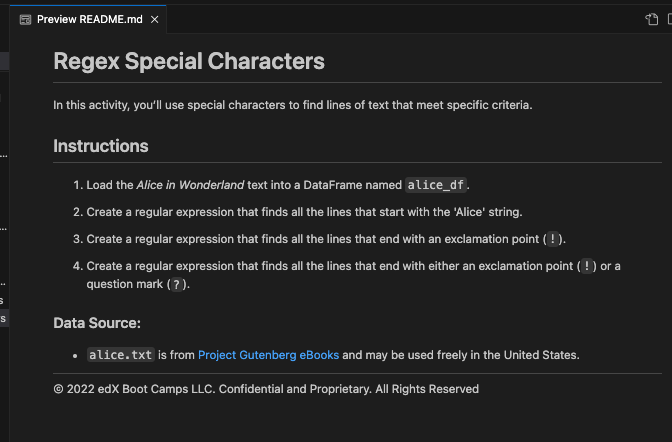 Preview README.md
Regex Special Characters
In this activity, you'll use special characters to find lines of text that meet specific criteria.
Instructions
1. Load the Alice in Wonderland text into a DataFrame named alice_df.
2. Create a regular expression that finds all the lines that start with the 'Alice' string.
3. Create a regular expression that finds all the lines that end with an exclamation point (!).
4. Create a regular expression that finds all the lines that end with either an exclamation point (!) or a
question mark (?).
Data Source:
• alice.txt is from Project Gutenberg eBooks and may be used freely in the United States.
© 2022 edX Boot Camps LLC. Confidential and Proprietary. All Rights Reserved